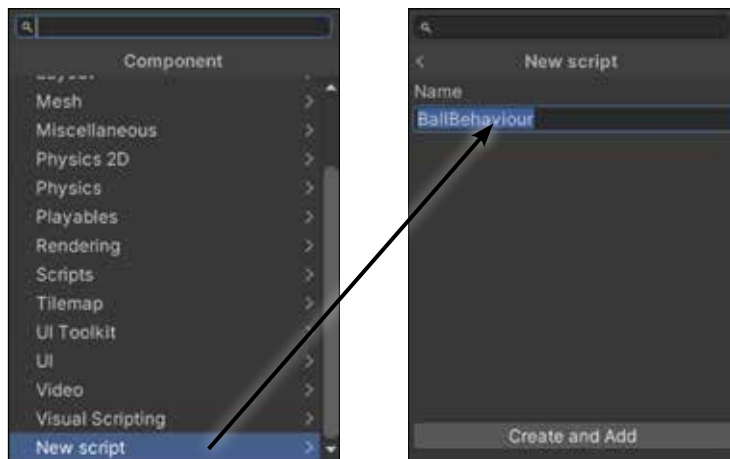 Component
Mesh
Miscellaneous
Physics 2D
Physics
Playables
Rendering
Scripts
Tilemap
UI Toolkit
UI
Video
Visual Scripting
New script
New script
Name
BallBehaviour
Create and Add